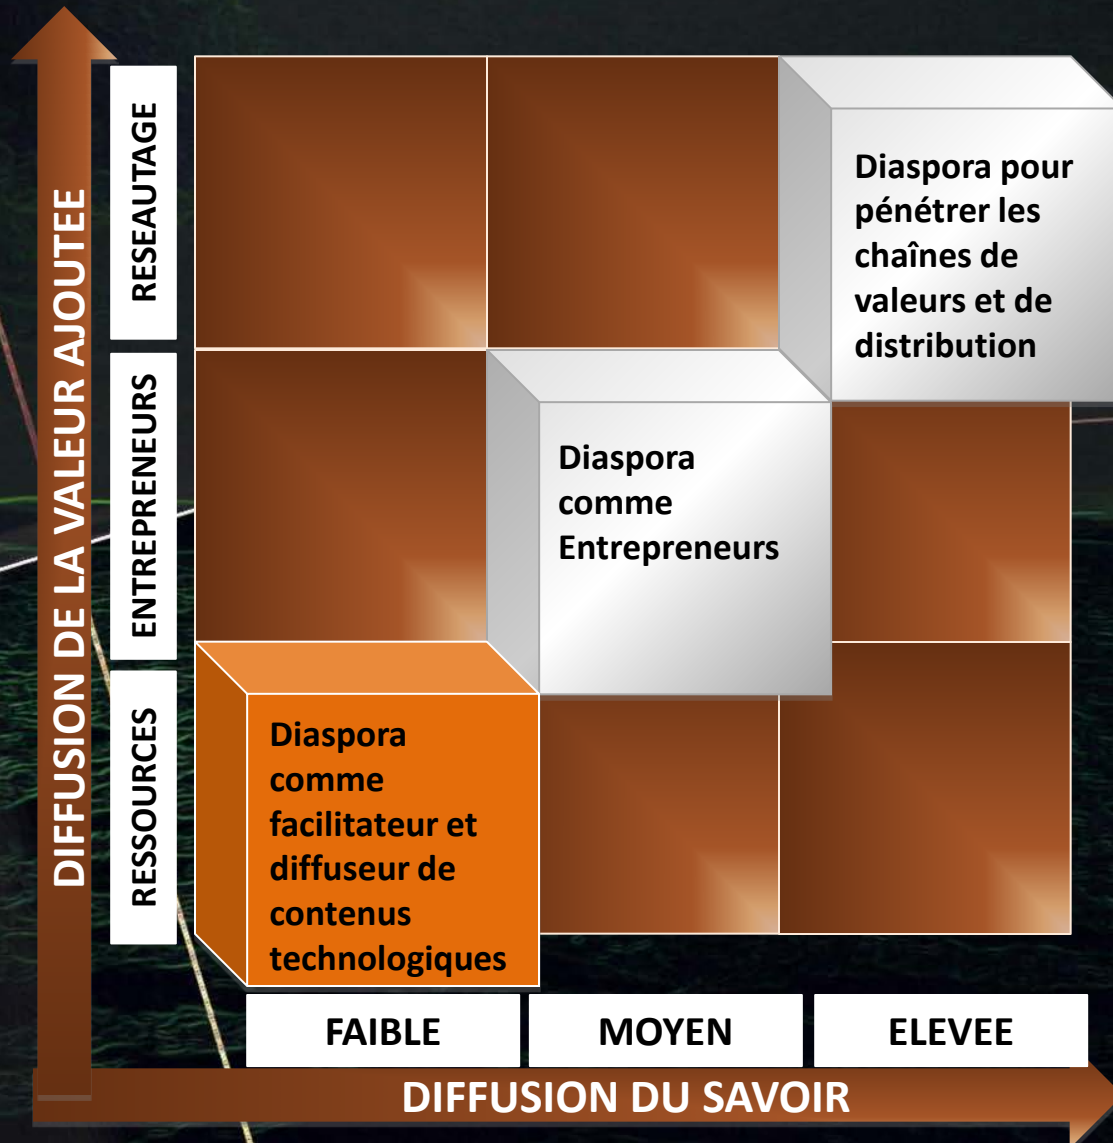 DIFFUSION DE LA VALEUR AJOUTEE
RESEAUTAGE
Diaspora pour
pénétrer les
chaînes de
valeurs et de
distribution
ENTREPRENEURS
Diaspora
comme
Entrepreneurs
RESSOURCES
Diaspora
comme
facilitateur et
diffuseur de
contenus
technologiques
FAIBLE
MOYEN
ELEVEE
DIFFUSION DU SAVOIR